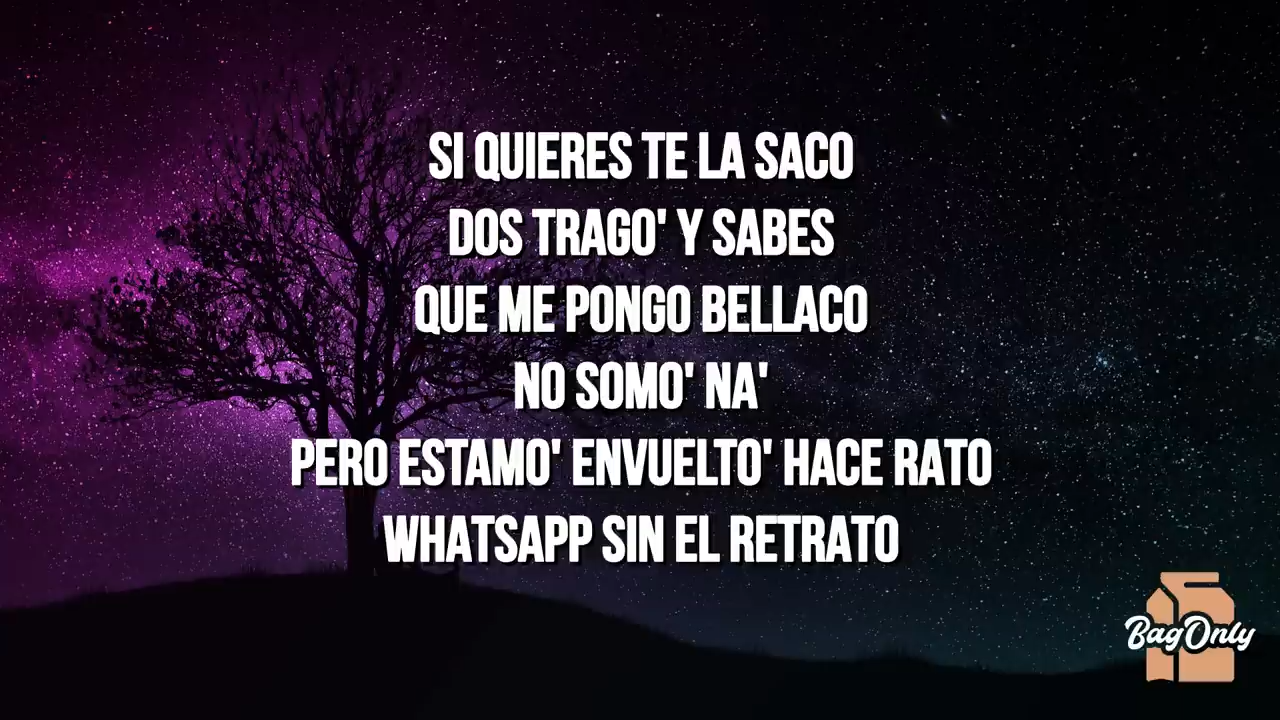 SI QUIERES TE LA SACO
DOS TRAGO' Y SABES
QUE ME PONGO BELLACO
NO SOMO' NA'
PERO ESTAMO' ENVUELTO' HACE RATO
WHATSAPP SIN EL RETRATO
BagOnly